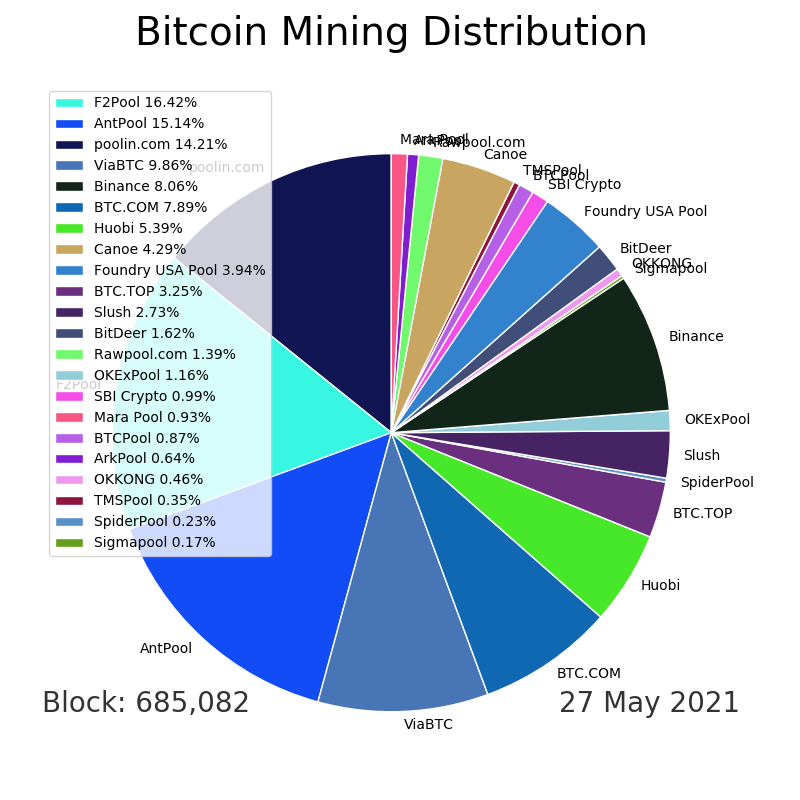 Bitcoin Mining Distribution
F2Pool 16.42%
AntPool 15.14%
poolin.com 14.21%
ViaBTC 9.86%
Binance 8.06%
BTC.COM 7.89%
Huobi 5.39%
Canoe 4.29%
Foundry USA Pool 3.94%
BTC.TOP 3.25%
Slush 2.73%
BitDeer 1.62%
Rawpool.com 1.39%
OKExPool 1.16%
SBI Crypto 0.99%
Mara Pool 0.93%
BTCPool 0.87%
ArkPool 0.64%
OKKONG 0.46%
TMSPool 0.35%
SpiderPool 0.23%
Sigmapool 0.17%
poolin.com
F2Pool
AntPool
ViaBTC
BTC.COM
Huobi
BTC.TOP
SpiderPool
Slush
OKExPool
Binance
Sigmapool
OKKONG
BitDeer
Foundry USA Pool
SBI Crypto
BTCPool
TMSPool
Canoe
Rawpool.com
ArkPool
Mara Pool
Block: 685,082
27 May 2021